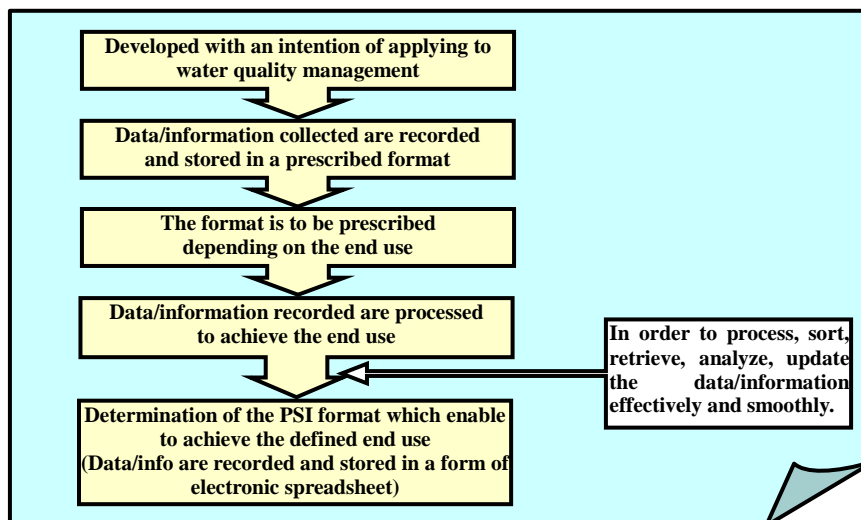 Developed with an intention of applying to
water quality management
Data/information collected are recorded
and stored in a prescribed format
The format is to be prescribed
depending on the end use
Data/information recorded are processed
to achieve the end use
In order to process, sort,
retrieve, analyze, update
the data/information
effectively and smoothly.
Determination of the PSI format which enable
to achieve the defined end use
(Data/info are recorded and stored in a form of
electronic spreadsheet)